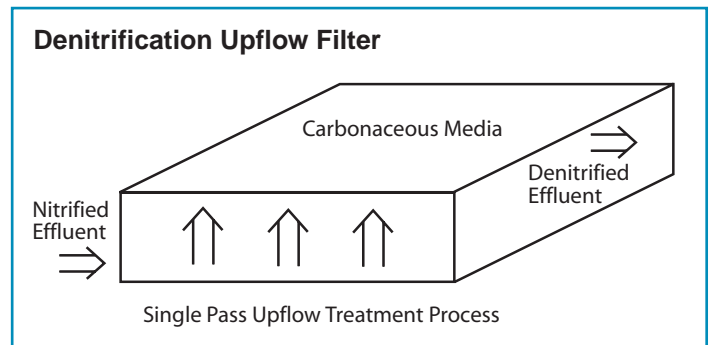 Denitrification Upflow Filter
Carbonaceous Media
Denitrified
Effluent
Nitrified
Effluent
Single Pass Upflow Treatment Process